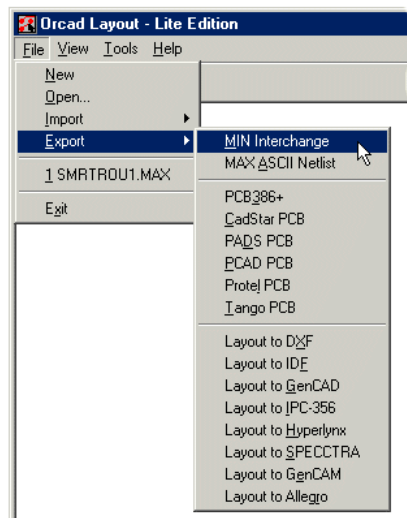 Orcad Layout - Lite Edition
File View Tools Help
New
Open...
Import
Export
1 SMRTROU1.MAX
Exit
MIN Interchange
MAX ASCII Netlist
PCB386+
CadStar PCB
PADS PCB
PCAD PCB
Protel PCB
Tango PCB
Layout to DXF
Layout to IDF
Layout to GenCAD
Layout to IPC-356
Layout to Hyperlynx
Layout to SPECCTRA
Layout to GenCAM
Layout to Allegro